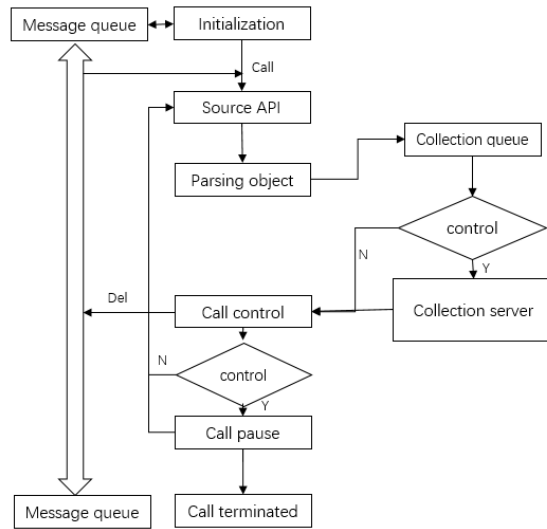 Message queue
Initialization
Call
Source API
Collection queue
Parsing object
control
N
Y
Del
Call control
Collection server
N
control
Y
Call pause
Message queue
Call terminated